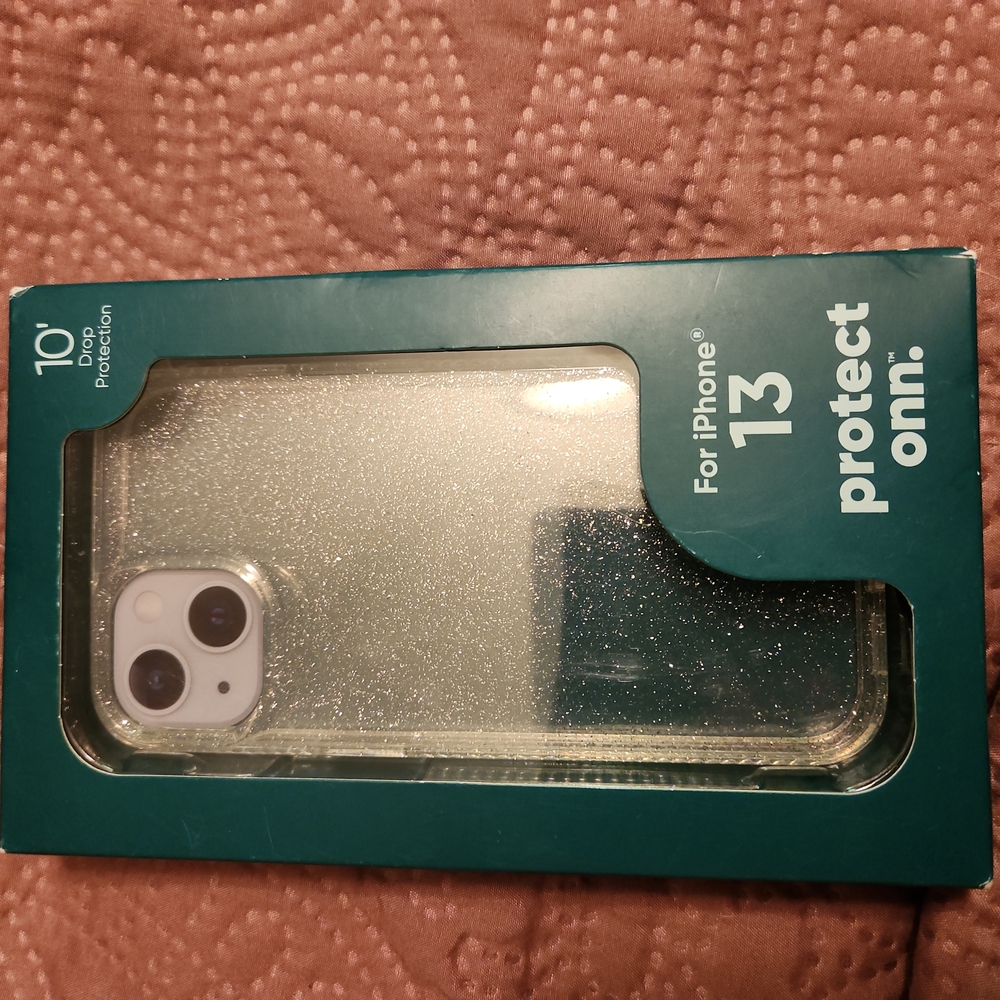 10'
Drop
Protection
For iPhone®
13
protect
onn.™